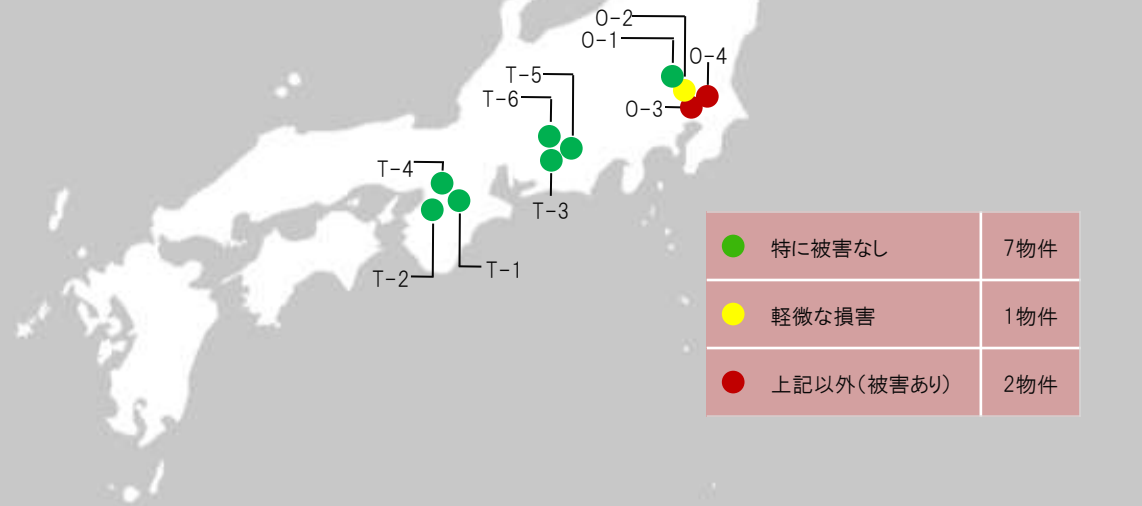 O-2
O-1
O-4
T-5
T-6
O-3
T-4
T-3
T-1
T-2
特に被害なし 7物件
軽微な損害 1物件
上記以外(被害あり) 2物件